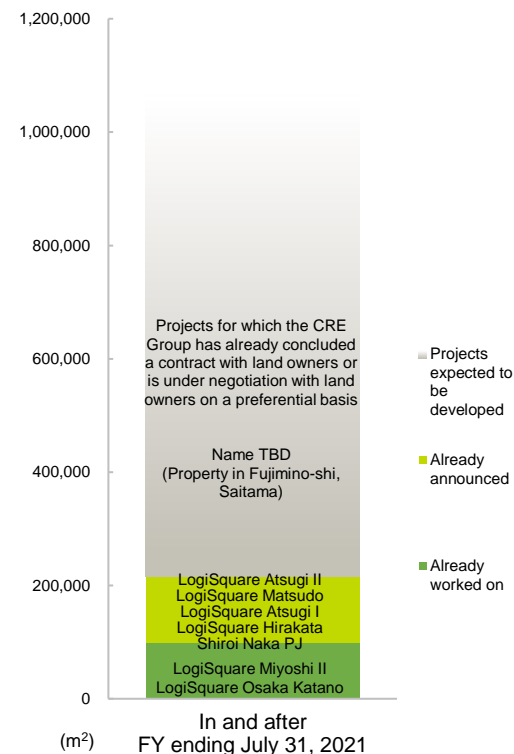 1,200,000
1,000,000
800,000
600,000
400,000
200,000
0
(m²)
Projects for which the CRE
Group has already concluded
a contract with land owners or
is under negotiation with land
owners on a preferential basis
Name TBD
(Property in Fujimino-shi,
Saitama)
LogiSquare Atsugi II
LogiSquare Matsudo
LogiSquare Atsugi I
LogiSquare Hirakata
Shiroi Naka PJ
LogiSquare Miyoshi II
LogiSquare Osaka Katano
In and after
FY ending July 31, 2021
Projects
expected to
be
developed
Already
announced
Already
worked on